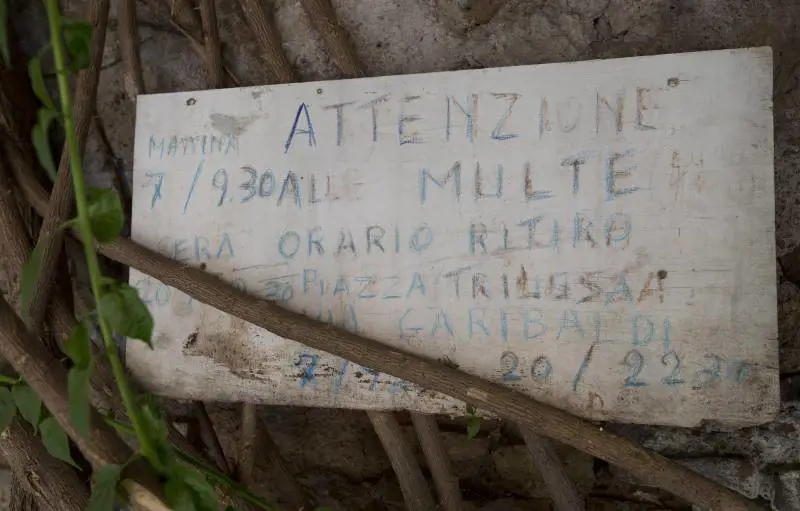 MATTINA ATTENZIONE
7/9.30 ALLE MULTE
SERA ORARIO RITIRO
PIAZZA TRILUSSA
GARIBALDI
20/22 30